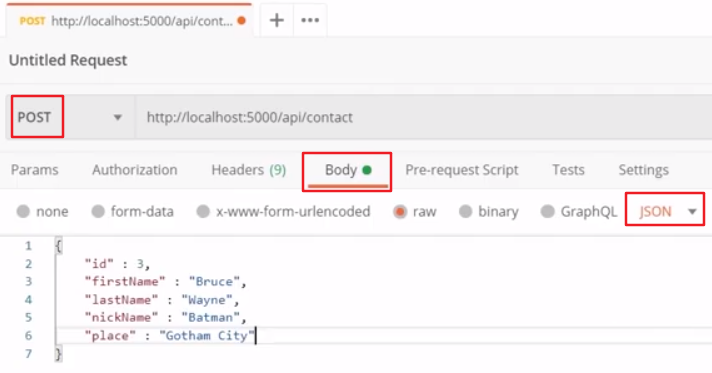 POST http://localhost:5000/api/cont...
Untitled Request
POST http://localhost:5000/api/contact
Params Authorization Headers (9) Body Pre-request Script Tests Settings
none form-data x-www-form-urlencoded raw binary GraphQL JSON
1 {
2 "id" : 3,
3 "firstName" : "Bruce",
4 "lastName" : "Wayne",
5 "nickName" : "Batman",
6 "place" : "Gotham City"
7 }